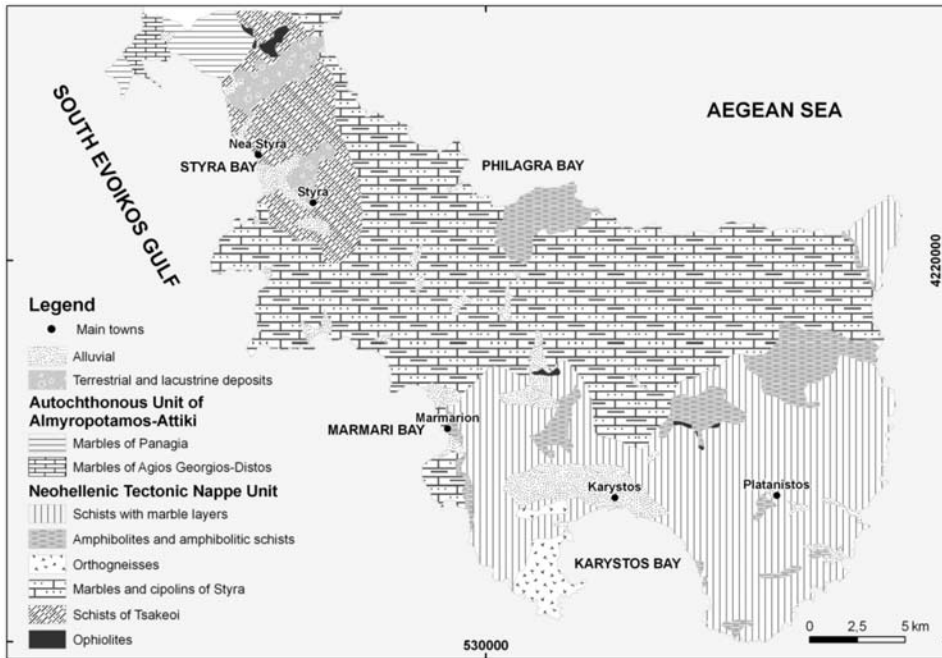 AEGEAN SEA
SOUTH EVOIKOS GULF
Nea Styra
STYRA BAY
PHILAGRA BAY
Styra
4220000
Legend
Main towns
Alluvial
Terrestrial and lacustrine deposits
Autochthonous Unit of
Almyropotamos-Attiki
Marbles of Panagia
Marbles of Agios Georgios-Distos
Neohellenic Tectonic Nappe Unit
Schists with marble layers
Amphibolites and amphibolitic schists
Orthogneisses
Marbles and cipolins of Styra
Schists of Tsakeoi
Ophiolites
Marmarion
MARMARI BAY
Karystos
Platanistos
KARYSTOS BAY
0 2,5 5 km
530000